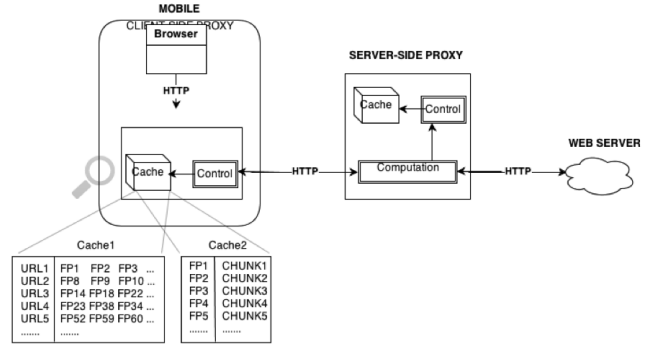 MOBILE
CLIENT-SIDE PROXY
Browser
HTTP
SERVER-SIDE PROXY
Cache
Control
WEB SERVER
Cache
Control
HTTP
Computation
HTTP
Cache1
Cache2
URL1 FP1 FP2 FP3 ...
URL2 FP8 FP9 FP10 ...
URL3 FP14 FP18 FP22 ...
URL4 FP23 FP38 FP34 ...
URL5 FP52 FP59 FP60 ...
....... .......
FP1 CHUNK1
FP2 CHUNK2
FP3 CHUNK3
FP4 CHUNK4
FP5 CHUNK5
....... .......